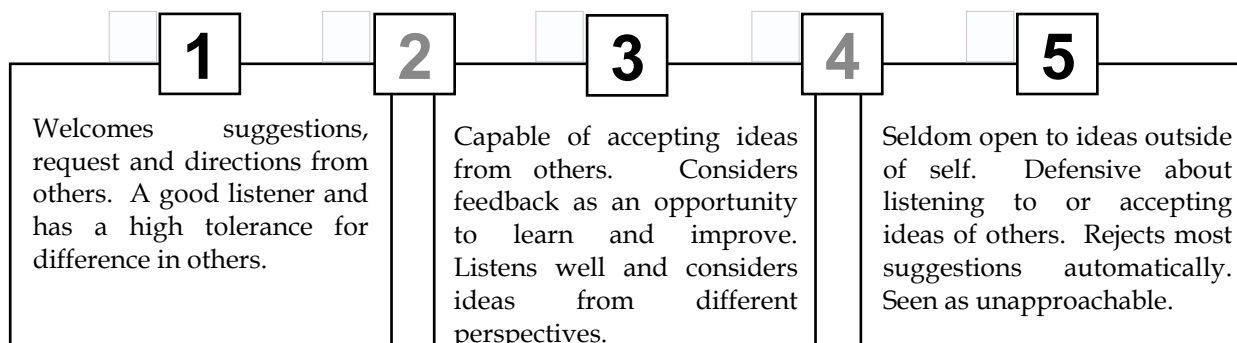 1 2 3 4 5
Welcomes suggestions,
request and directions from
others. A good listener and
has a high tolerance for
difference in others.
Capable of accepting ideas
from others. Considers
feedback as an opportunity
to learn and improve.
Listens well and considers
ideas from different
perspectives.
Seldom open to ideas outside
of self. Defensive about
listening to or accepting
ideas of others. Rejects most
suggestions automatically.
Seen as unapproachable.